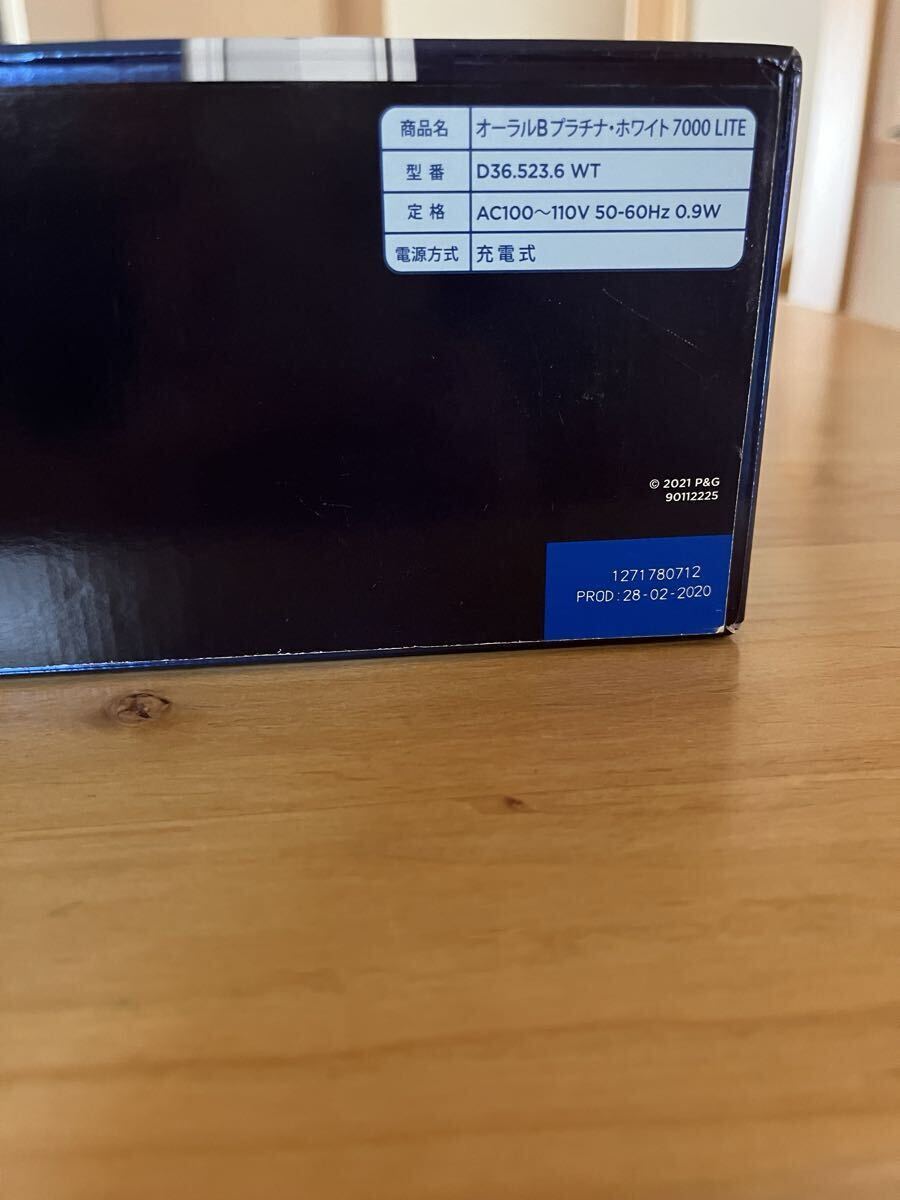 商品名 オーラルB プラチナ・ホワイト 7000 LITE
型番 D36.523.6 WT
定格 AC100～110V 50-60Hz 0.9W
電源方式 充電式
© 2021 P&G
90112225
1271780712
PROD:28-02-2020